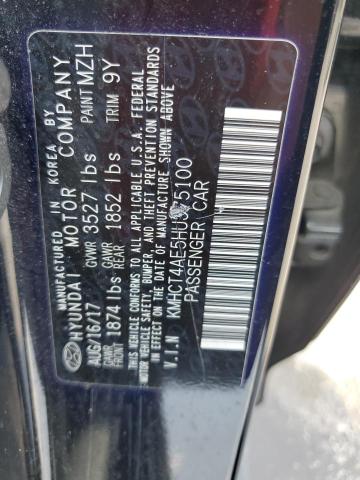 MANUFACTURED IN KOREA BY
HYUNDAI MOTOR COMPANY
AUG/16/17 GVWR 3527 lbs PAINT MZH
GAWR FRONT 1874 lbs GAWR REAR 1852 lbs TRIM 9Y
THIS VEHICLE CONFORMS TO ALL APPLICABLE U.S.A. FEDERAL
MOTOR VEHICLE SAFETY, BUMPER, AND THEFT PREVENTION STANDARDS
IN EFFECT ON THE DATE OF MANUFACTURE SHOWN ABOVE.
V.I.N
PASSENGER CAR